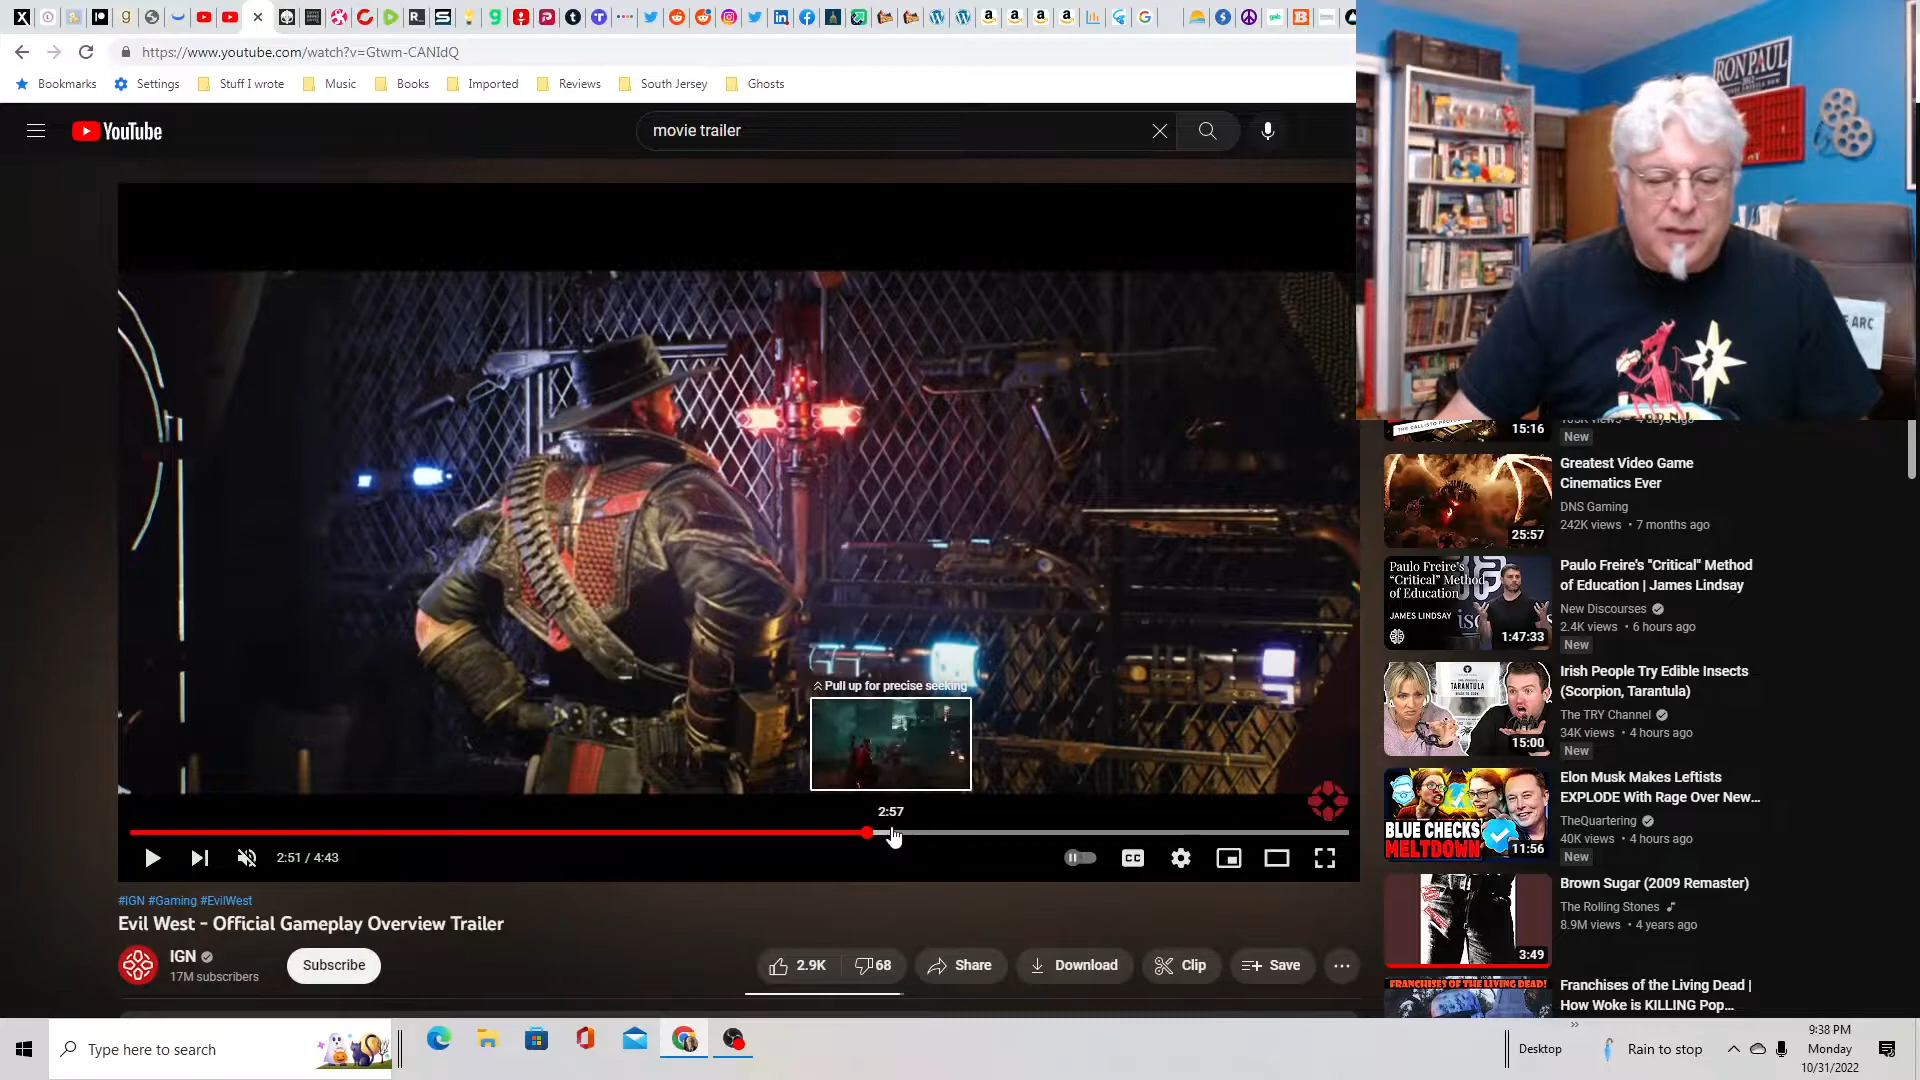 https://www.youtube.com/watch?v=Gtwm-CANIdQ
Bookmarks Settings Stuff I wrote Music Books Imported Reviews South Jersey Ghosts
YouTube
movie trailer
RON PAUL
ARC
Pull up for precise seeking
2:57
2:51 / 4:43
CC
#IGN #Gaming #EvilWest
Evil West - Official Gameplay Overview Trailer
IGN
17M subscribers
Subscribe
2.9K
68
Share
Download
Clip
Save
15:16
New
Greatest Video Game
Cinematics Ever
DNS Gaming
242K views • 7 months ago
25:57
Paulo Freire's
"Critical" Method
of Education
JAMES LINDSAY
1:47:33
Paulo Freire's "Critical" Method
of Education | James Lindsay
New Discourses
2.4K views • 6 hours ago
New
TARANTULA
15:00
Irish People Try Edible Insects
(Scorpion, Tarantula)
The TRY Channel
34K views • 4 hours ago
New
BLUE CHECKS
MELTDOWN
11:56
Elon Musk Makes Leftists
EXPLODE With Rage Over New...
TheQuartering
40K views • 4 hours ago
New
3:49
Brown Sugar (2009 Remaster)
The Rolling Stones
8.9M views • 4 years ago
FRANCHISES OF THE LIVING DEAD!
Franchises of the Living Dead |
How Woke is KILLING Pop...
Type here to search
Desktop
Rain to stop
9:38 PM
Monday
10/31/2022